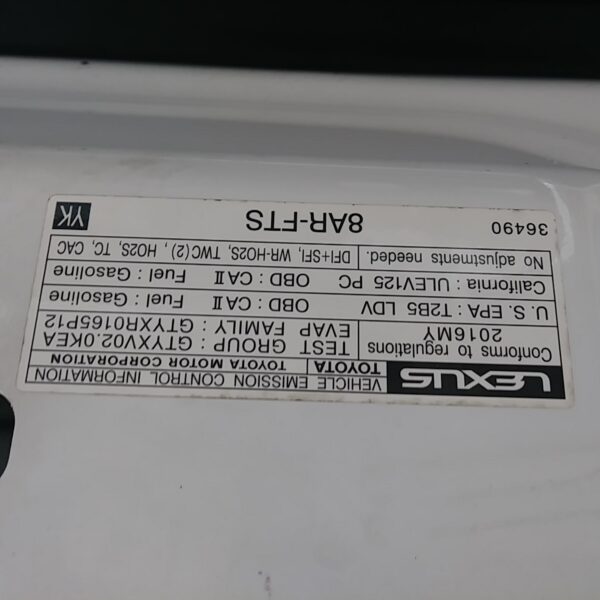 LEXUS VEHICLE EMISSION CONTROL INFORMATION
TOYOTA TOYOTA MOTOR CORPORATION
Conforms to regulations TEST GROUP : GTYXV02.0KEA
2016MY EVAP FAMILY : GTYXR0165P12
U.S. EPA : T2B5 LDV OBD : CAⅡ Fuel : Gasoline
California : ULEV125 PC OBD : CAⅡ Fuel : Gasoline
No adjustments needed. DFI+SFI, WR-HO2S, TWC(2), HO2S, TC, CAC
36490 8AR-FTS YK